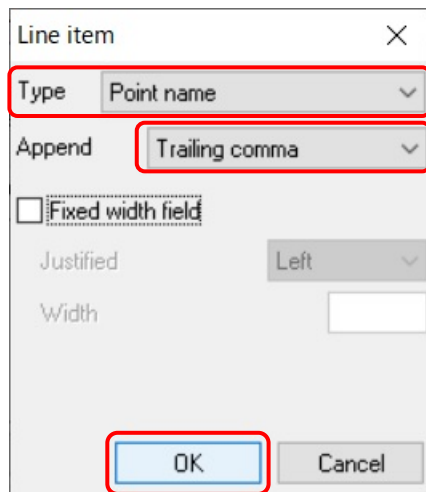 Line item
Type Point name
Append Trailing comma
Fixed width field
Justified Left
Width
OK Cancel